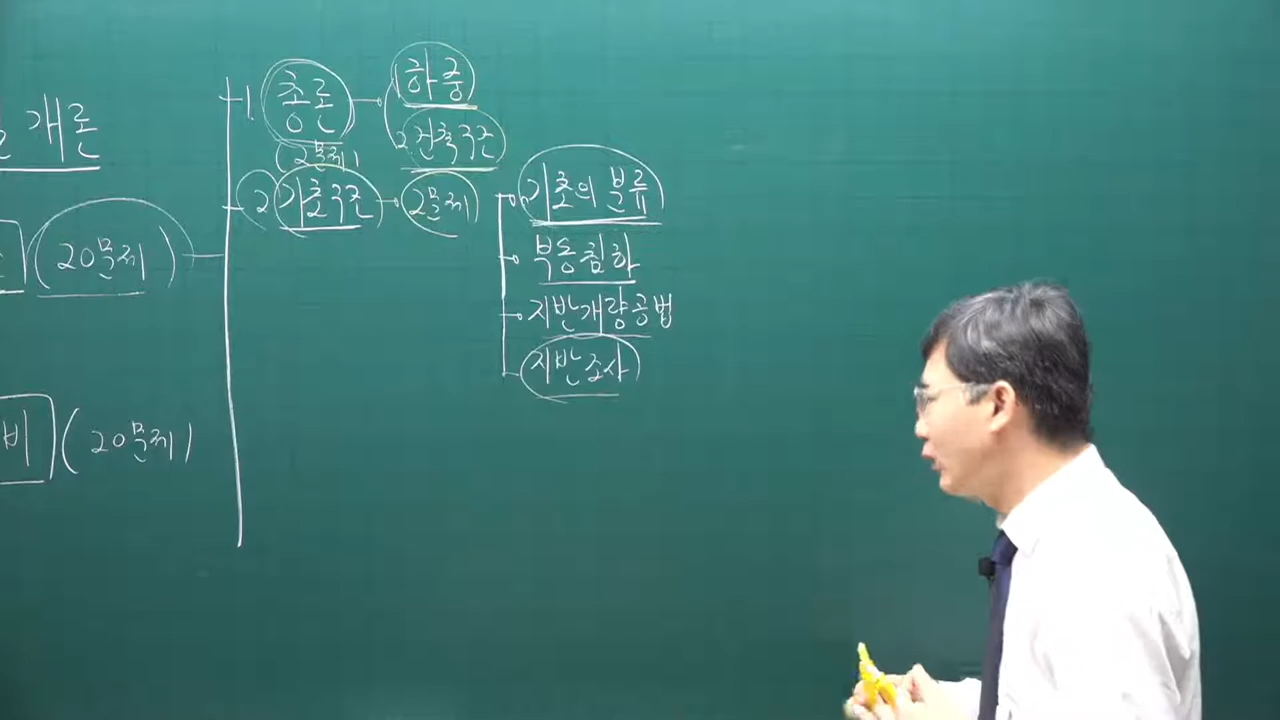 개론
(20문제)
비 (20문제)
1. 총론
(2문제)
1 하중
2. 건축구조
2 기초구조 2문제
기초의 분류
부동침하
지반개량공법
지반조사